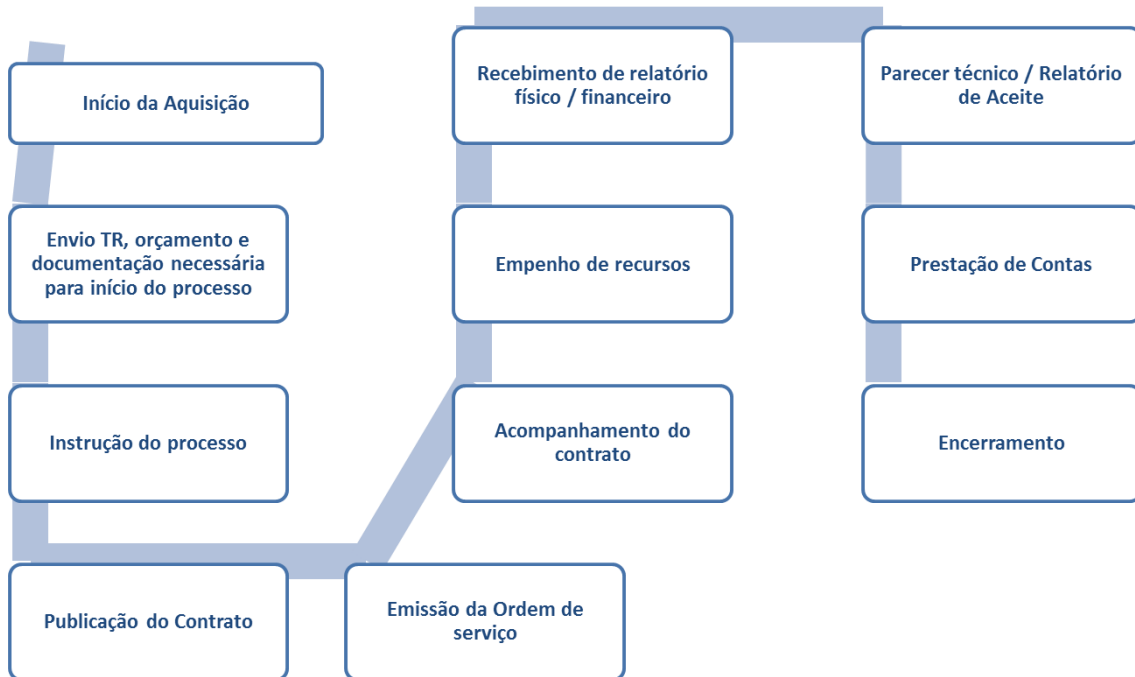 Início da Aquisição
Envio TR, orçamento e
documentação necessária
para início do processo
Instrução do processo
Publicação do Contrato
Emissão da Ordem de
serviço
Acompanhamento do
contrato
Empenho de recursos
Recebimento de relatório
físico / financeiro
Parecer técnico / Relatório
de Aceite
Prestação de Contas
Encerramento